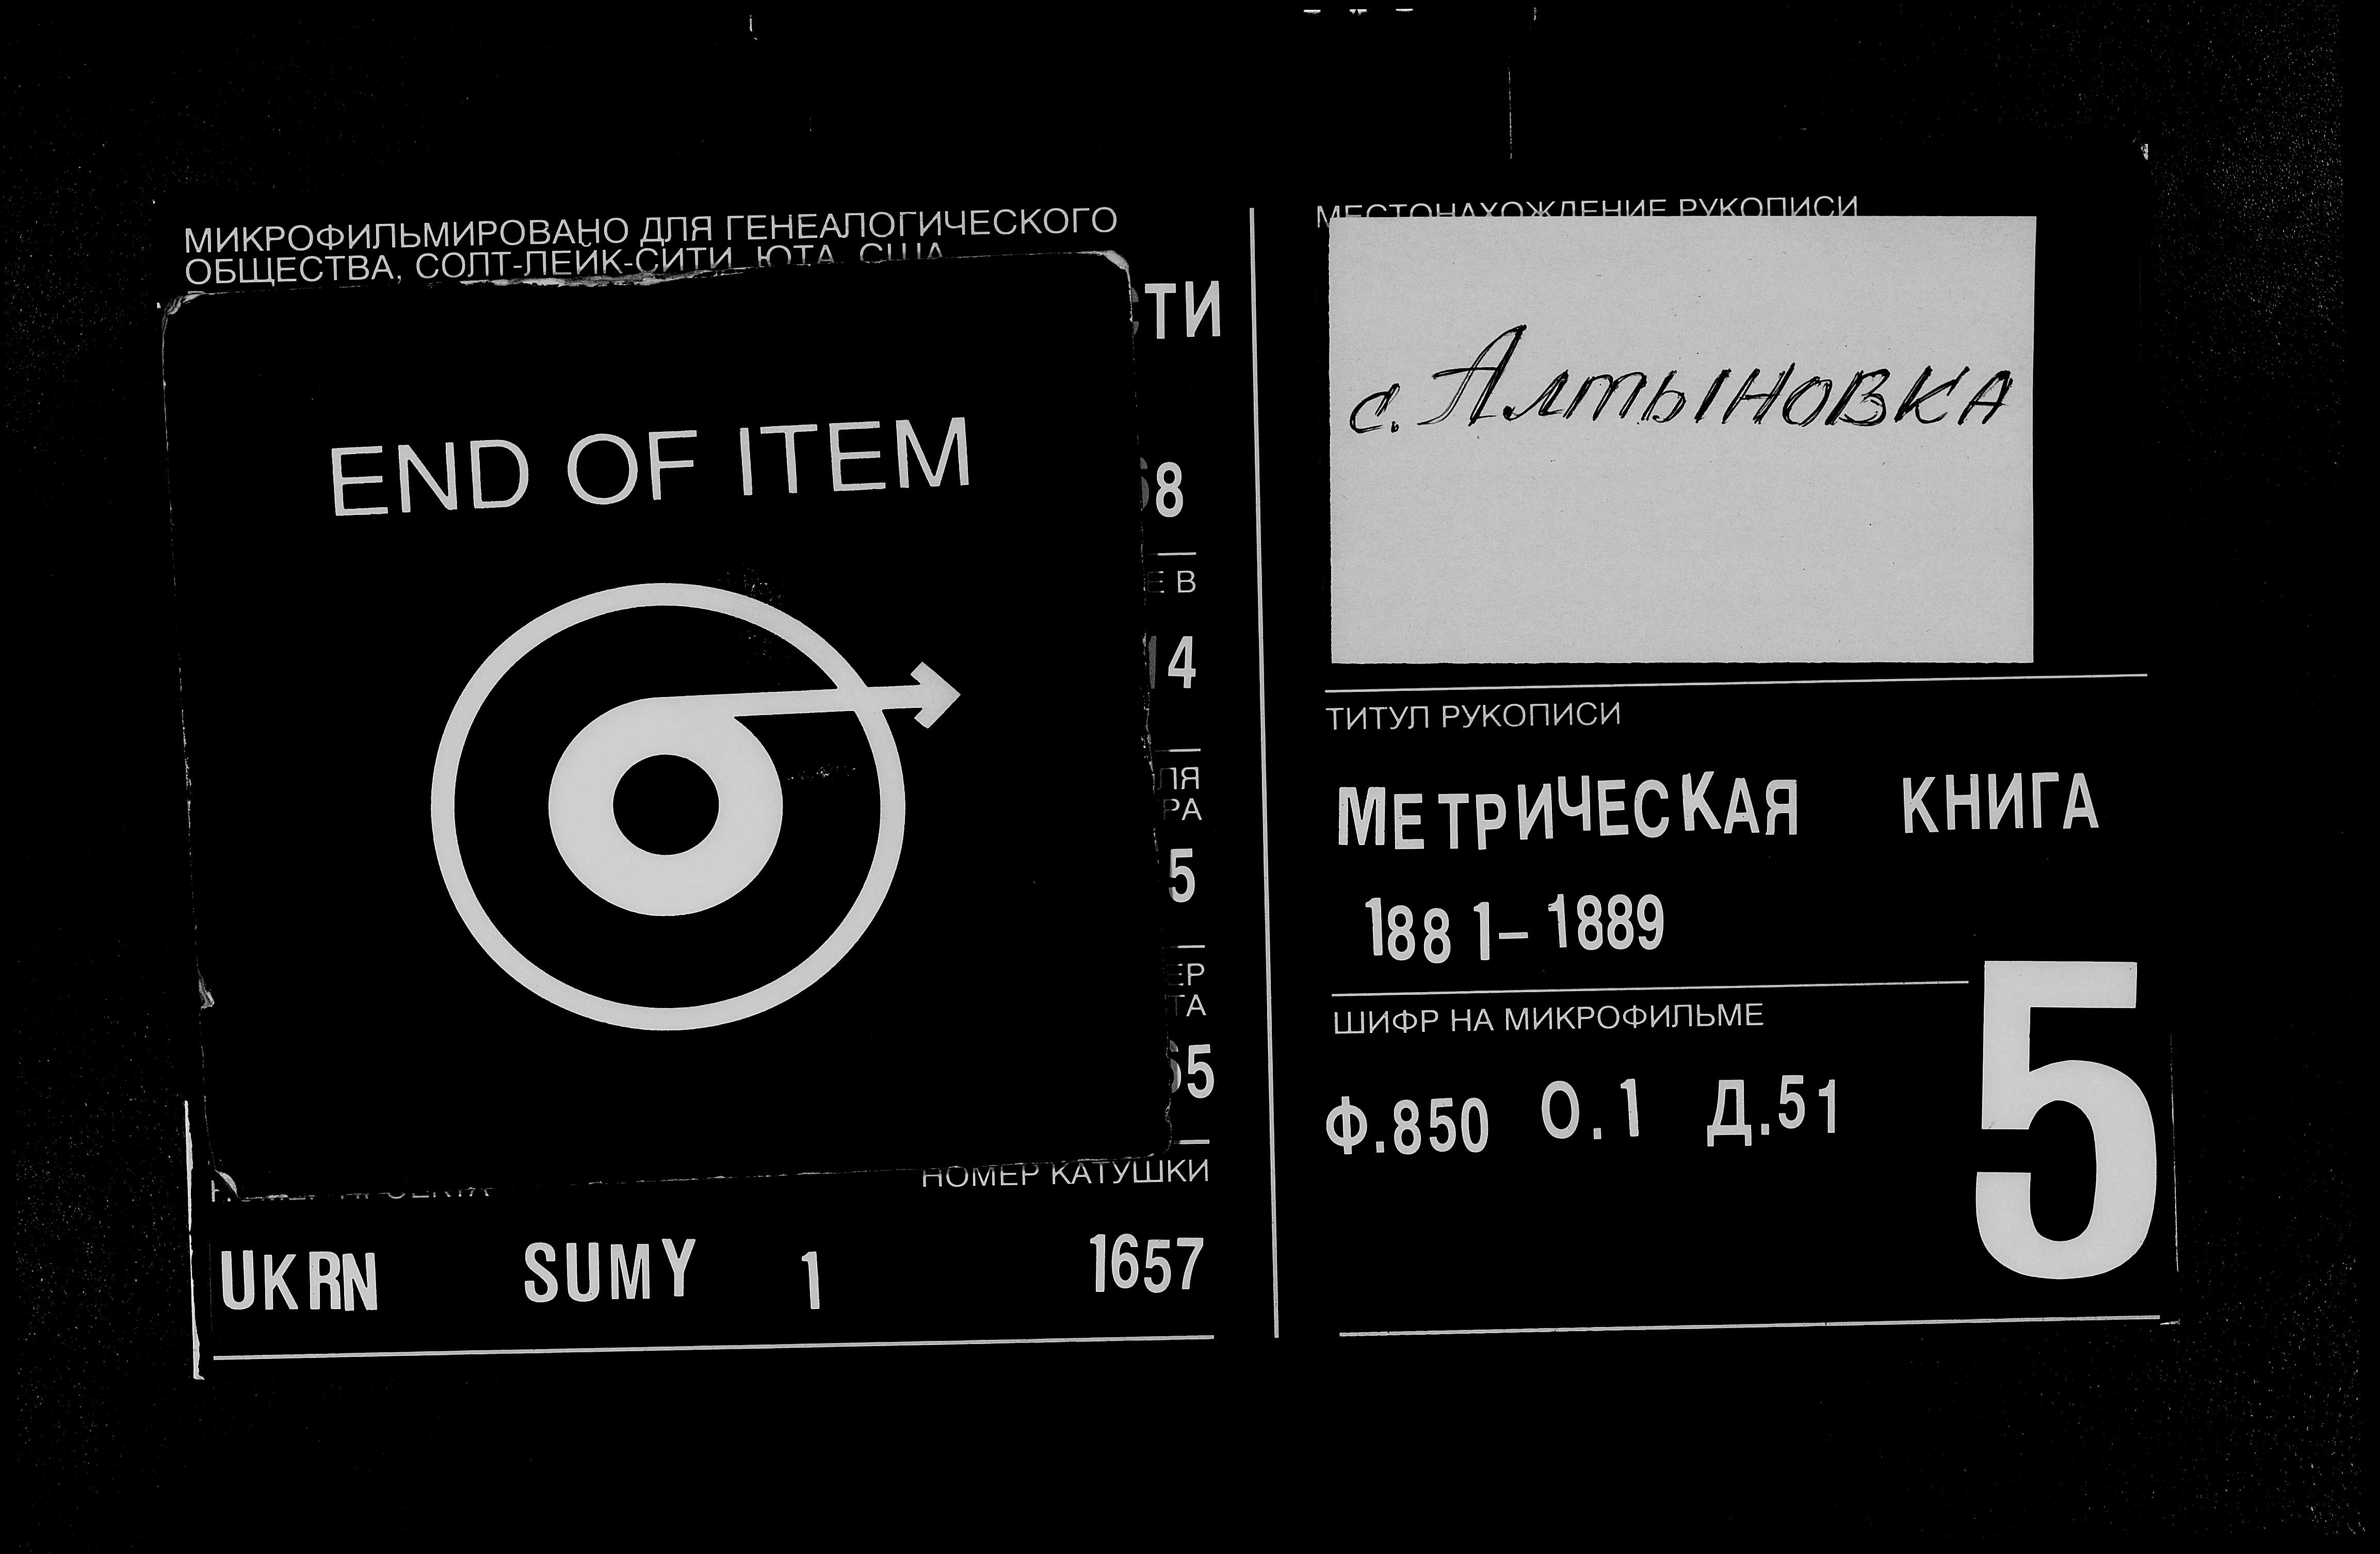 МИКРОФИЛЬМИРОВАНО ДЛЯ ГЕНЕАЛОГИЧЕСКОГО
ОБЩЕСТВА, СОЛТ-ЛЕЙК-СИТИ, ЮТА, США
ТИ
END OF ITEM
8
Е В
4
ЛЯ
РА
5
ЕР
ТА
65
НОМЕР КАТУШКИ
UKRN SUMY 1 1657
МЕСТОНАХОЖДЕНИЕ РУКОПИСИ
с. Алтыновка
ТИТУЛ РУКОПИСИ
МЕТРИЧЕСКАЯ КНИГА
1881-1889
ШИФР НА МИКРОФИЛЬМЕ
Ф.850 О.1 Д.51
5